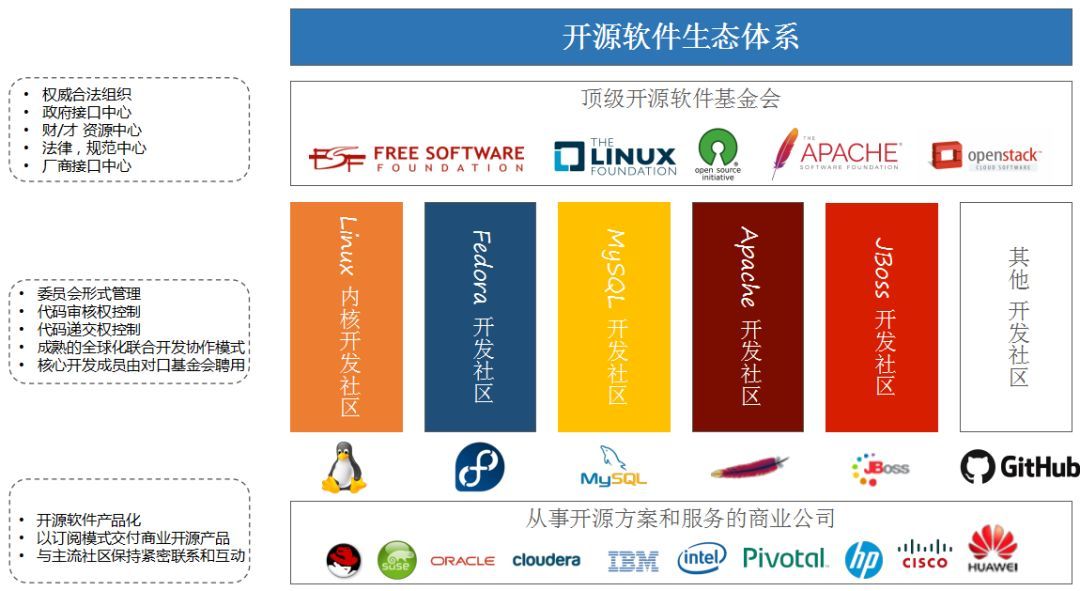 开源软件生态体系
• 权威合法组织
• 政府接口中心
• 财/才 资源中心
• 法律，规范中心
• 厂商接口中心
顶级开源软件基金会
FSF FREE SOFTWARE
FOUNDATION
THE
LINUX
FOUNDATION
open source
initiative
THE
APACHE
SOFTWARE FOUNDATION
openstack™
CLOUD SOFTWARE
• 委员会形式管理
• 代码审核权控制
• 代码递交权控制
• 成熟的全球化联合开发协作模式
• 核心开发成员由对口基金会聘用
Linux 内核开发社区
Fedora 开发社区
MySQL 开发社区
Apache 开发社区
JBoss 开发社区
其他 开发社区
MySQL
JBoss
GitHub
• 开源软件产品化
• 以订阅模式交付商业开源产品
• 与主流社区保持紧密联系和互动
从事开源方案和服务的商业公司
SUSE
ORACLE
cloudera
IBM
intel
Pivotal
hp
CISCO
HUAWEI